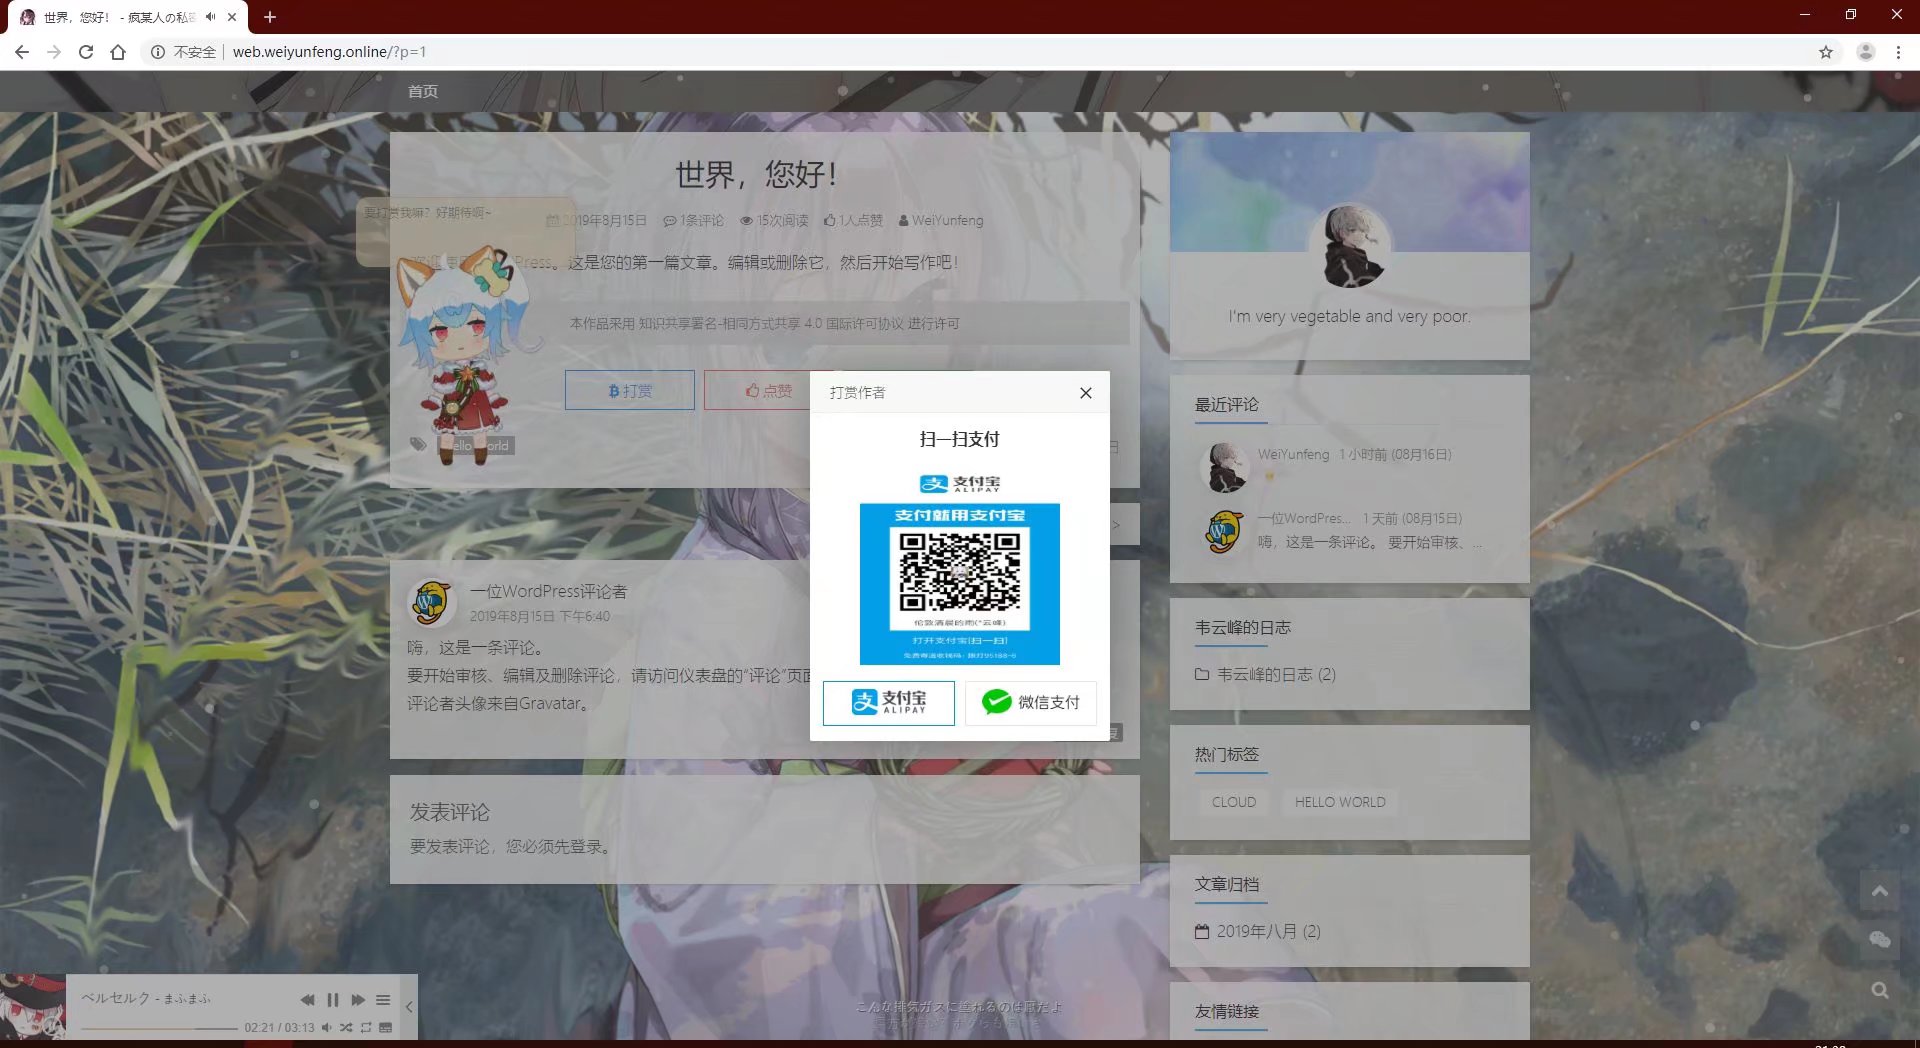 世界，您好！ - 疯某人の私
不安全 web.weiyunfeng.online/?p=1
首页
世界，您好！
要打赏我嘛？好期待啊~
2019年8月15日 1条评论 15次阅读 1人点赞 WeiYunfeng
Press。这是您的第一篇文章。编辑或删除它，然后开始写作吧！
本作品采用 知识共享署名-相同方式共享 4.0 国际许可协议 进行许可
打赏 点赞
ello orld
打赏作者
扫一扫支付
支付宝
ALIPAY
支付就用支付宝
打开支付宝[扫一扫]
支付宝
ALIPAY
微信支付
一位WordPress评论者
2019年8月15日 下午6:40
嗨，这是一条评论。
要开始审核、编辑及删除评论，请访问仪表盘的“评论”页面
评论者头像来自Gravatar。
发表评论
要发表评论，您必须先登录。
I'm very vegetable and very poor.
最近评论
WeiYunfeng 1 小时前 (08月16日)
一位WordPres... 1 天前 (08月15日)
嗨，这是一条评论。 要开始审核、...
韦云峰的日志
韦云峰的日志 (2)
热门标签
CLOUD HELLO WORLD
文章归档
2019年八月 (2)
友情链接
ベルセルク - まふまふ
02:21 / 03:13
こんな排気ガスに塗れるのは厭だよ